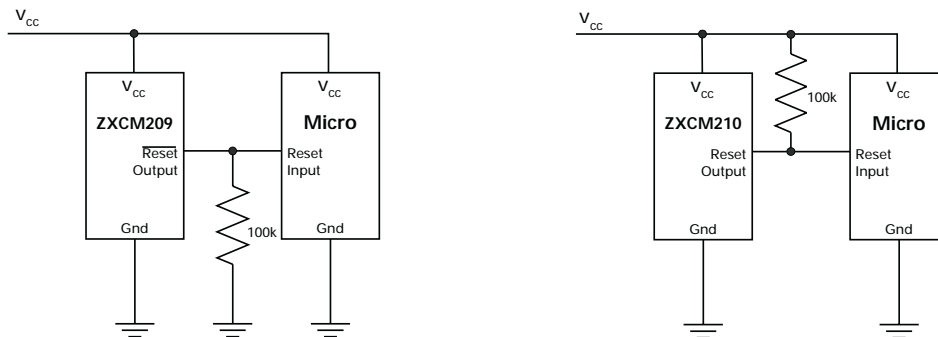 Vcc
Vcc
ZXCM209
Reset
Output
Gnd
100k
Vcc
Micro
Reset
Input
Gnd
Vcc
Vcc
ZXCM210
Reset
Output
Gnd
100k
Vcc
Micro
Reset
Input
Gnd